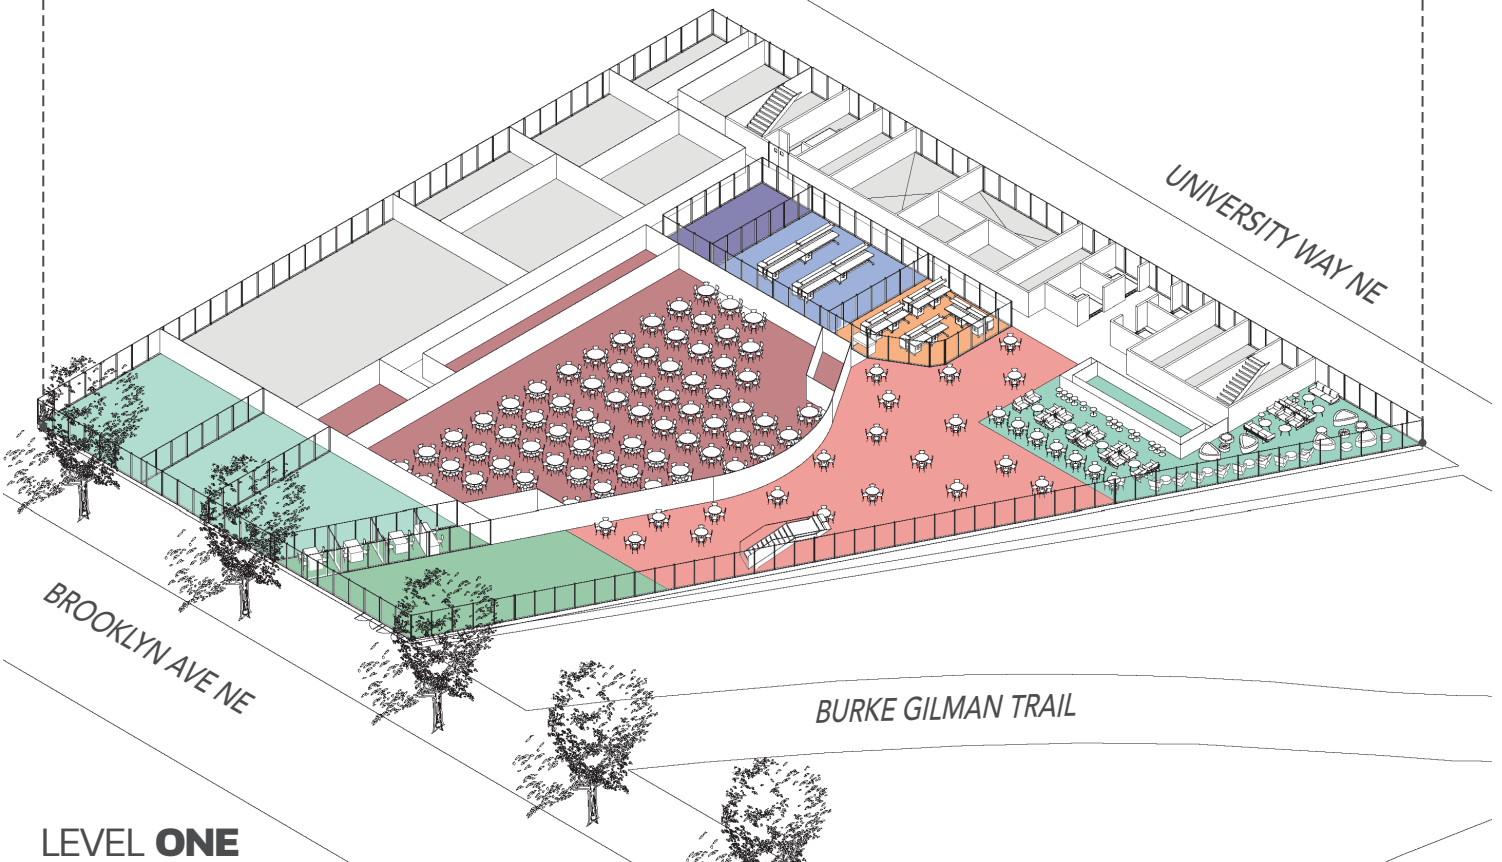 UNIVERSITY WAY NE
BROOKLYN AVE NE
BURKE GILMAN TRAIL
LEVEL ONE